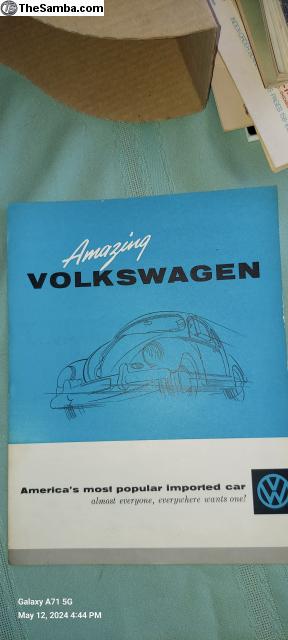 TheSamba.com
Amazing
VOLKSWAGEN
America's most popular imported car
almost everyone, everywhere wants one!
Galaxy A71 5G
May 12, 2024 4:44 PM